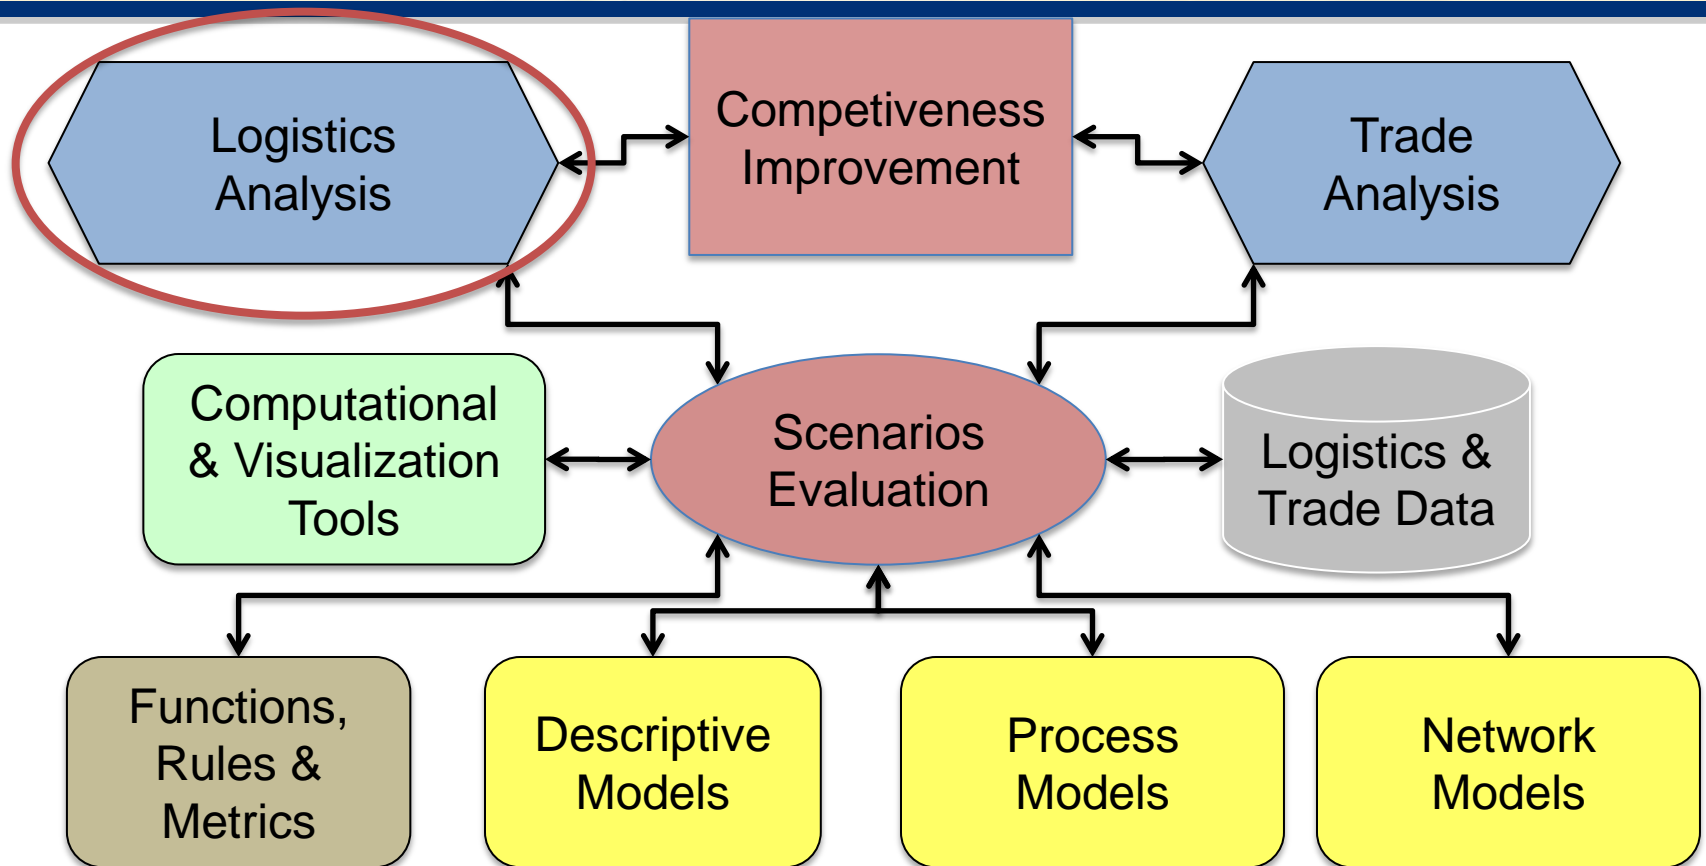 Logistics
Analysis
Competiveness
Improvement
Trade
Analysis
Computational
& Visualization
Tools
Scenarios
Evaluation
Logistics &
Trade Data
Functions,
Rules &
Metrics
Descriptive
Models
Process
Models
Network
Models